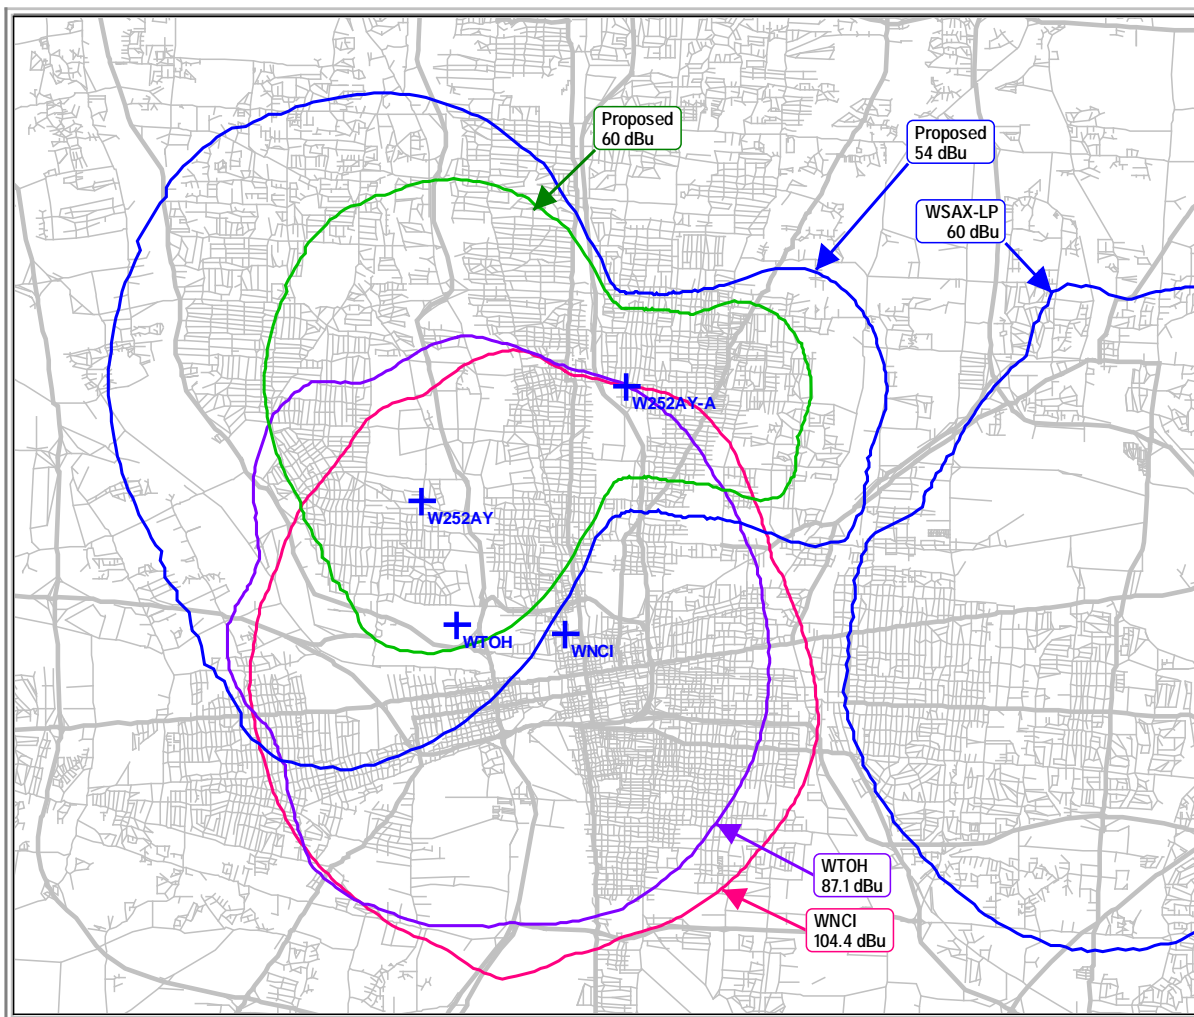 Proposed
60 dBu
Proposed
54 dBu
WSAX-LP
60 dBu
W252AY-A
W252AY
WTOH
WNCI
WTOH
87.1 dBu
WNCI
104.4 dBu